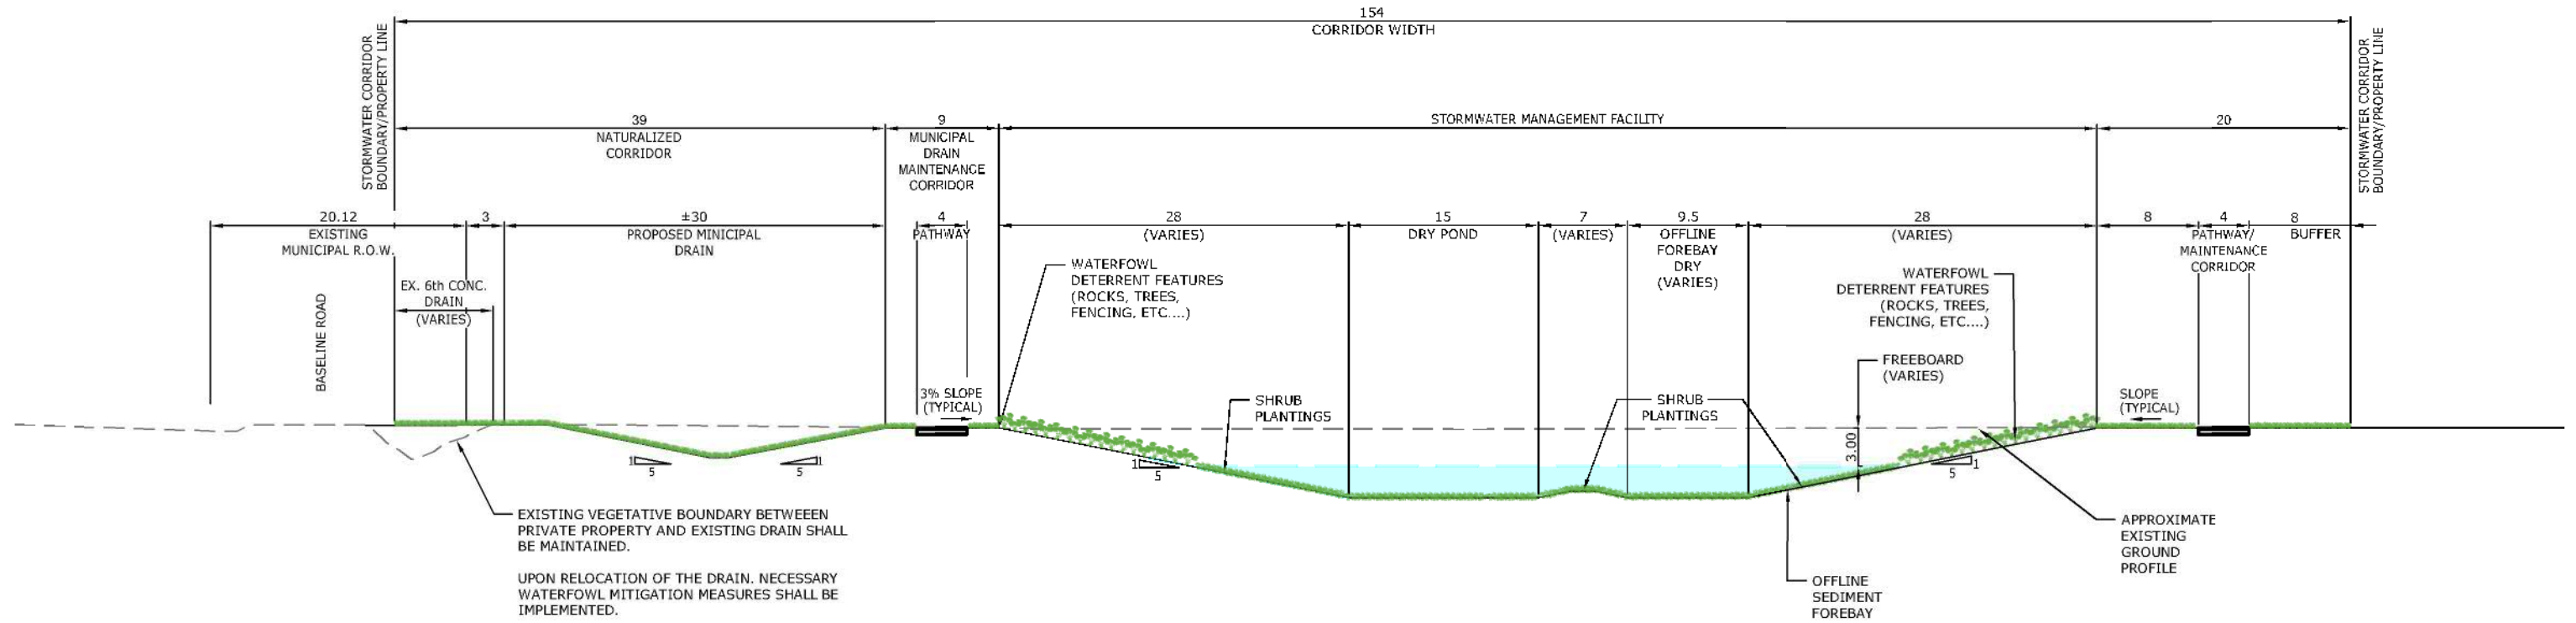 154
CORRIDOR WIDTH
STORMWATER CORRIDOR
BOUNDARY/PROPERTY LINE
STORMWATER CORRIDOR
BOUNDARY/PROPERTY LINE
39
NATURALIZED
CORRIDOR
9
MUNICIPAL
DRAIN
MAINTENANCE
CORRIDOR
STORMWATER MANAGEMENT FACILITY
20
20.12
EXISTING
MUNICIPAL R.O.W.
3
±30
PROPOSED MINICIPAL
DRAIN
4
PATHWAY
28
(VARIES)
15
DRY POND
7
(VARIES)
9.5
OFFLINE
FOREBAY
DRY
(VARIES)
28
(VARIES)
8
4
PATHWAY/
MAINTENANCE
CORRIDOR
8
BUFFER
BASELINE ROAD
EX. 6th CONC.
DRAIN
(VARIES)
WATERFOWL
DETERRENT FEATURES
(ROCKS, TREES,
FENCING, ETC....)
WATERFOWL
DETERRENT FEATURES
(ROCKS, TREES,
FENCING, ETC....)
FREEBOARD
(VARIES)
3% SLOPE
(TYPICAL)
SHRUB
PLANTINGS
SHRUB
PLANTINGS
SLOPE
(TYPICAL)
3.00
1
5
1
5
1
5
1
5
EXISTING VEGETATIVE BOUNDARY BETWEEEN
PRIVATE PROPERTY AND EXISTING DRAIN SHALL
BE MAINTAINED.
UPON RELOCATION OF THE DRAIN. NECESSARY
WATERFOWL MITIGATION MEASURES SHALL BE
IMPLEMENTED.
OFFLINE
SEDIMENT
FOREBAY
APPROXIMATE
EXISTING
GROUND
PROFILE